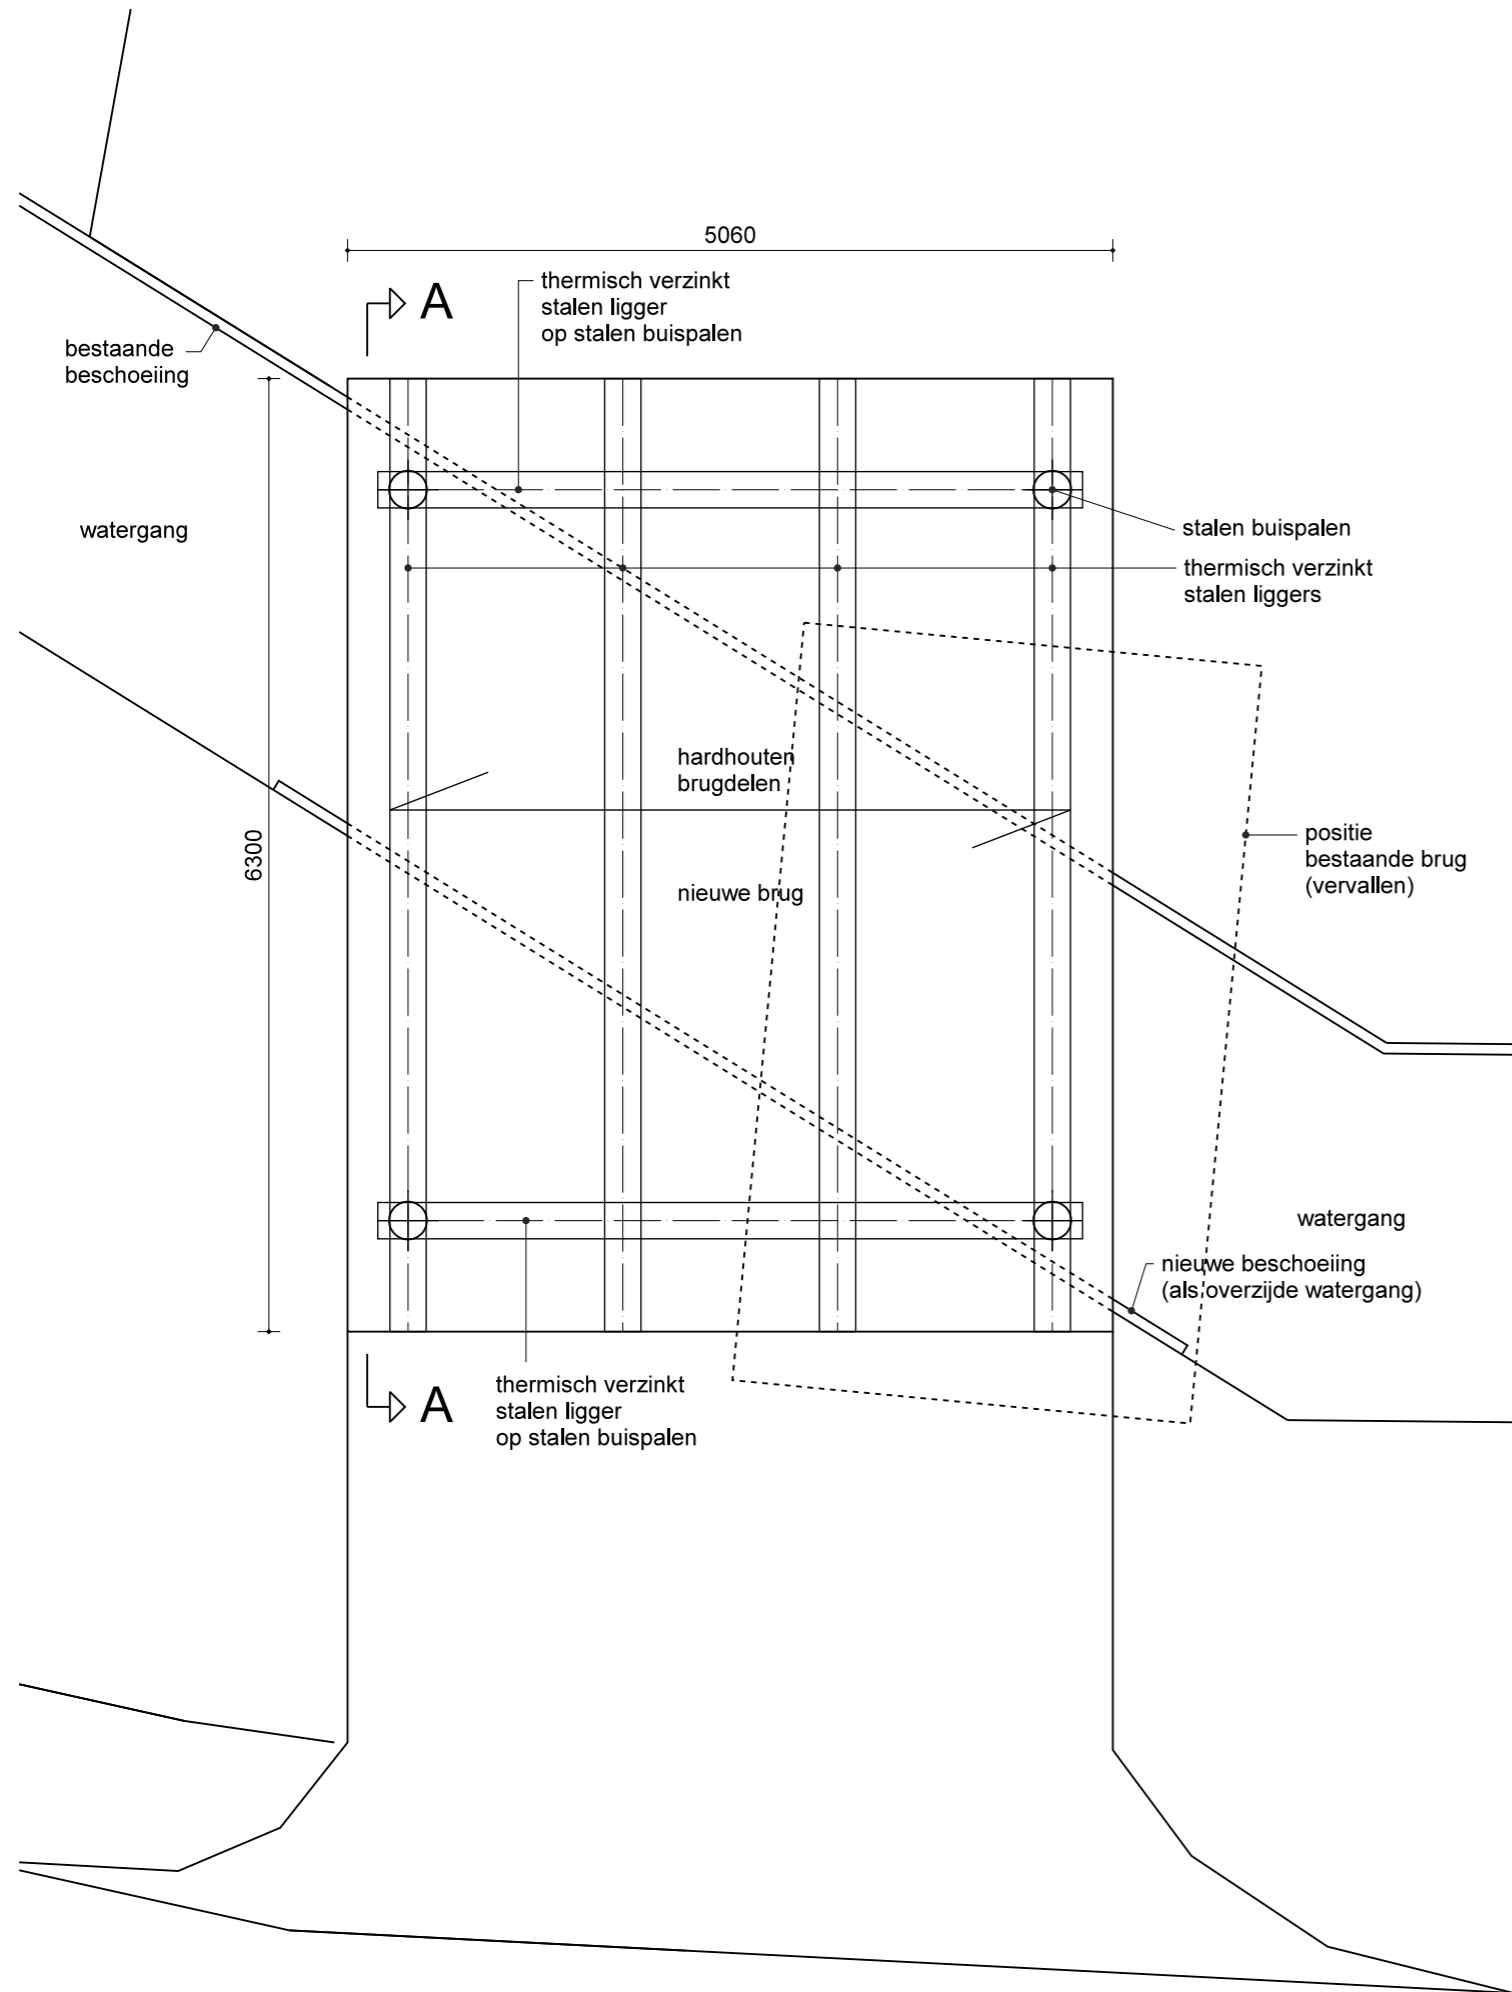 5060
A
thermisch verzinkt
stalen ligger
op stalen buispalen
bestaande
beschoeiing
watergang
stalen buispalen
thermisch verzinkt
stalen liggers
hardhouten
brugdelen
6300
positie
bestaande brug
(vervallen)
nieuwe brug
watergang
nieuwe beschoeiing
(als overzijde watergang)
A
thermisch verzinkt
stalen ligger
op stalen buispalen